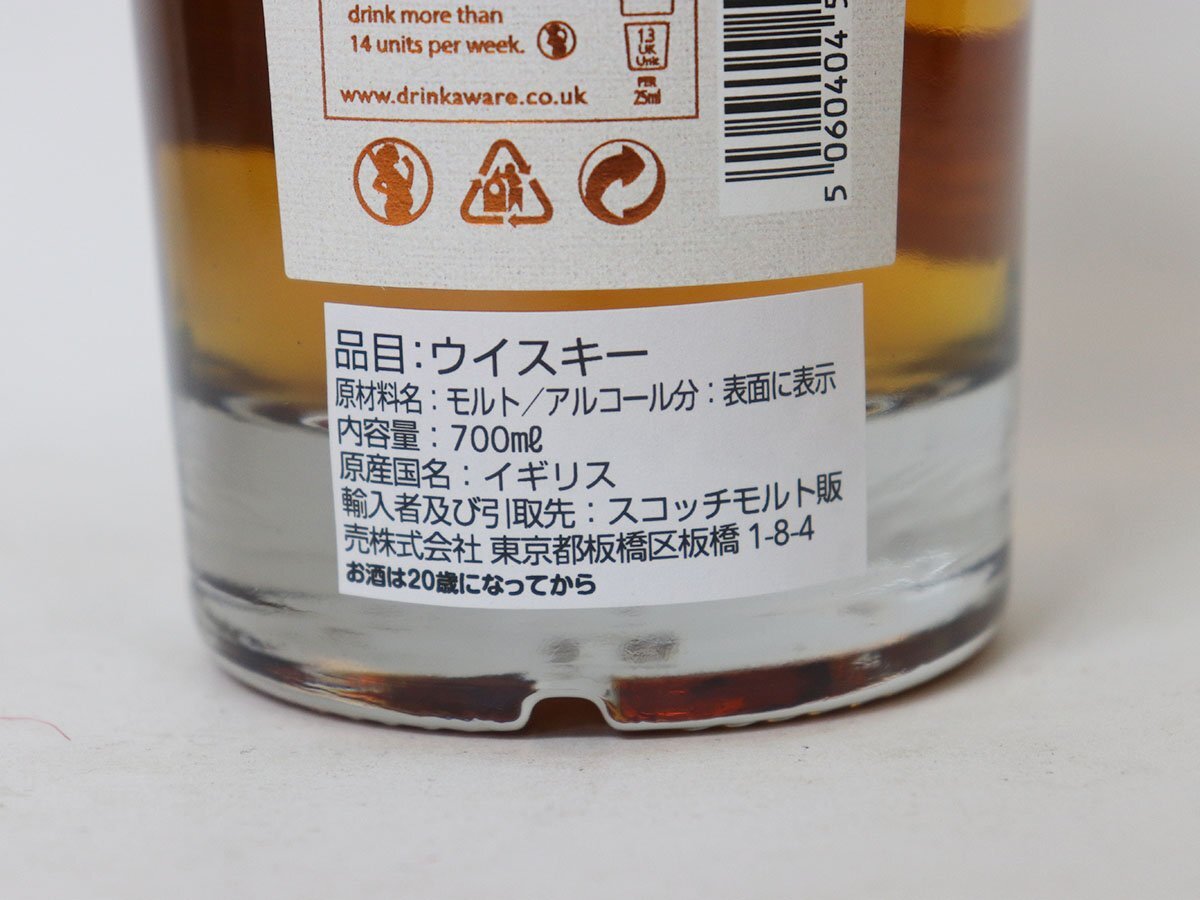 drink more than
14 units per week.
www.drinkaware.co.uk
1.3
UK
Units
PER
25ml
5 060404 5
品目:ウイスキー
原材料名:モルト/アルコール分:表面に表示
内容量:700mℓ
原産国名:イギリス
輸入者及び引取先:スコッチモルト販
売株式会社 東京都板橋区板橋 1-8-4
お酒は20歳になってから